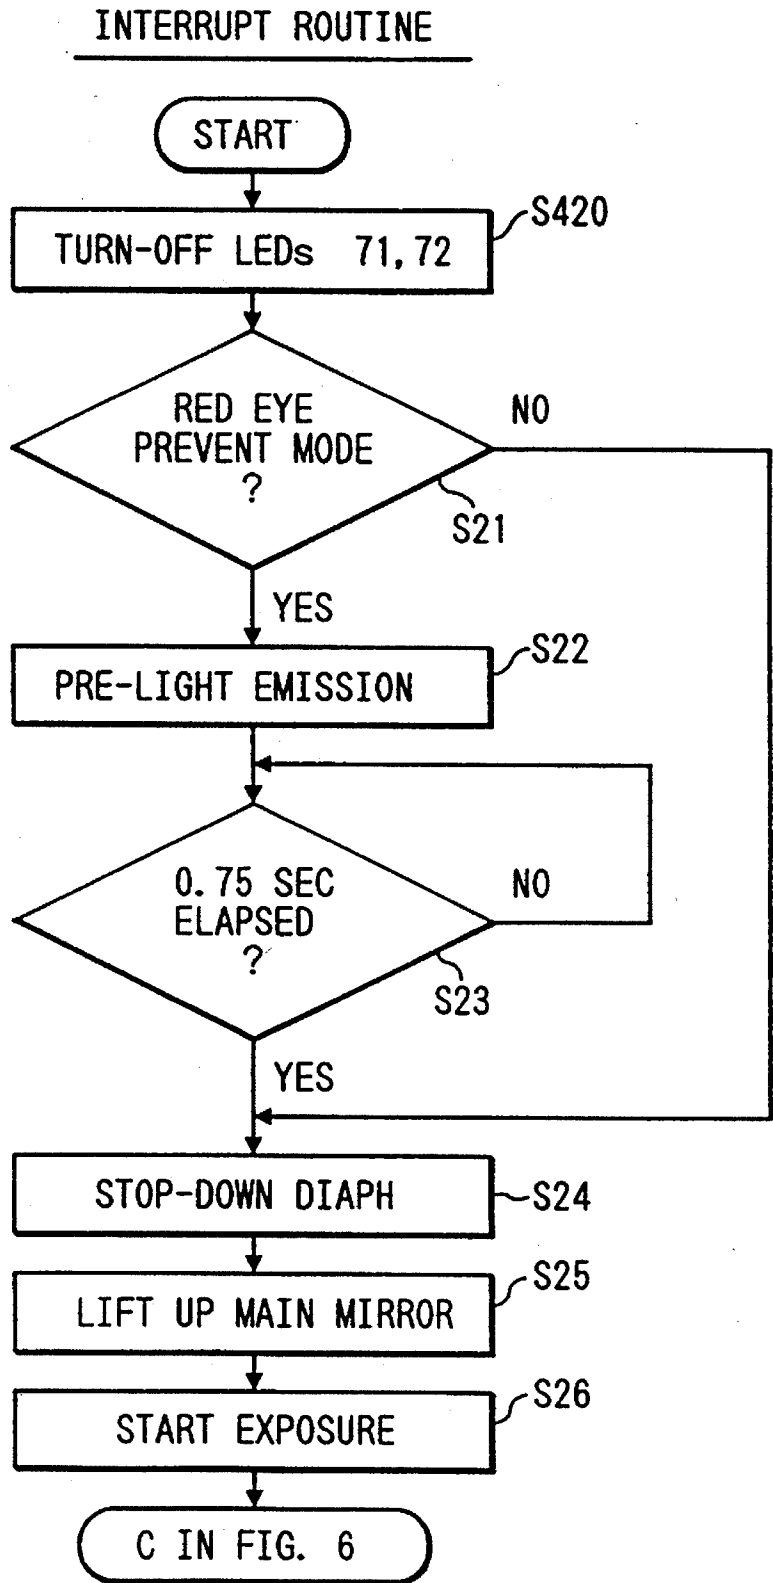 INTERRUPT ROUTINE
START
S420
TURN-OFF LEDs 71, 72
RED EYE
PREVENT MODE
?
NO
S21
YES
S22
PRE-LIGHT EMISSION
0.75 SEC
ELAPSED
?
NO
S23
YES
STOP-DOWN DIAPH
S24
S25
LIFT UP MAIN MIRROR
S26
START EXPOSURE
C IN FIG. 6